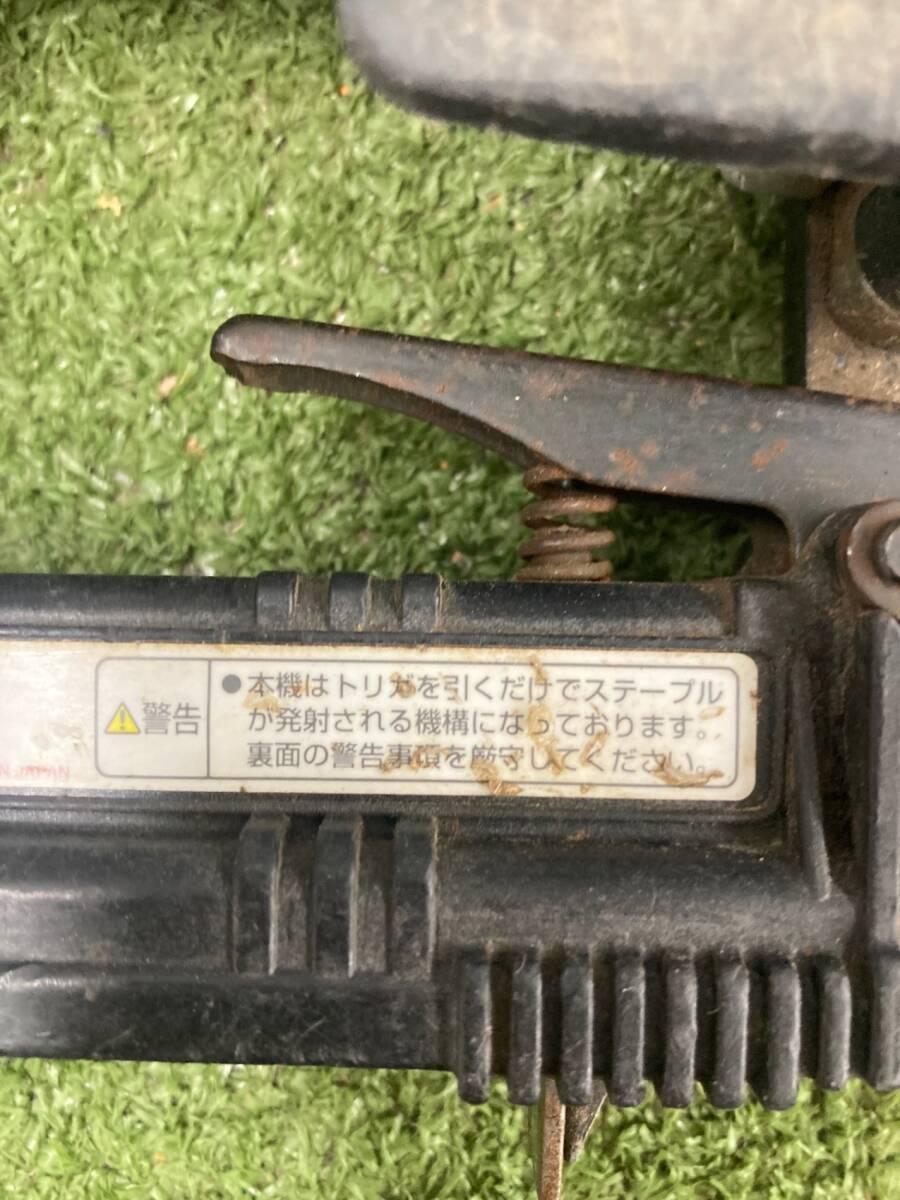 警告
●本機はトリガを引くだけでステープル
が発射される機構になっております。
裏面の警告事項を厳守してください。
N JAPAN